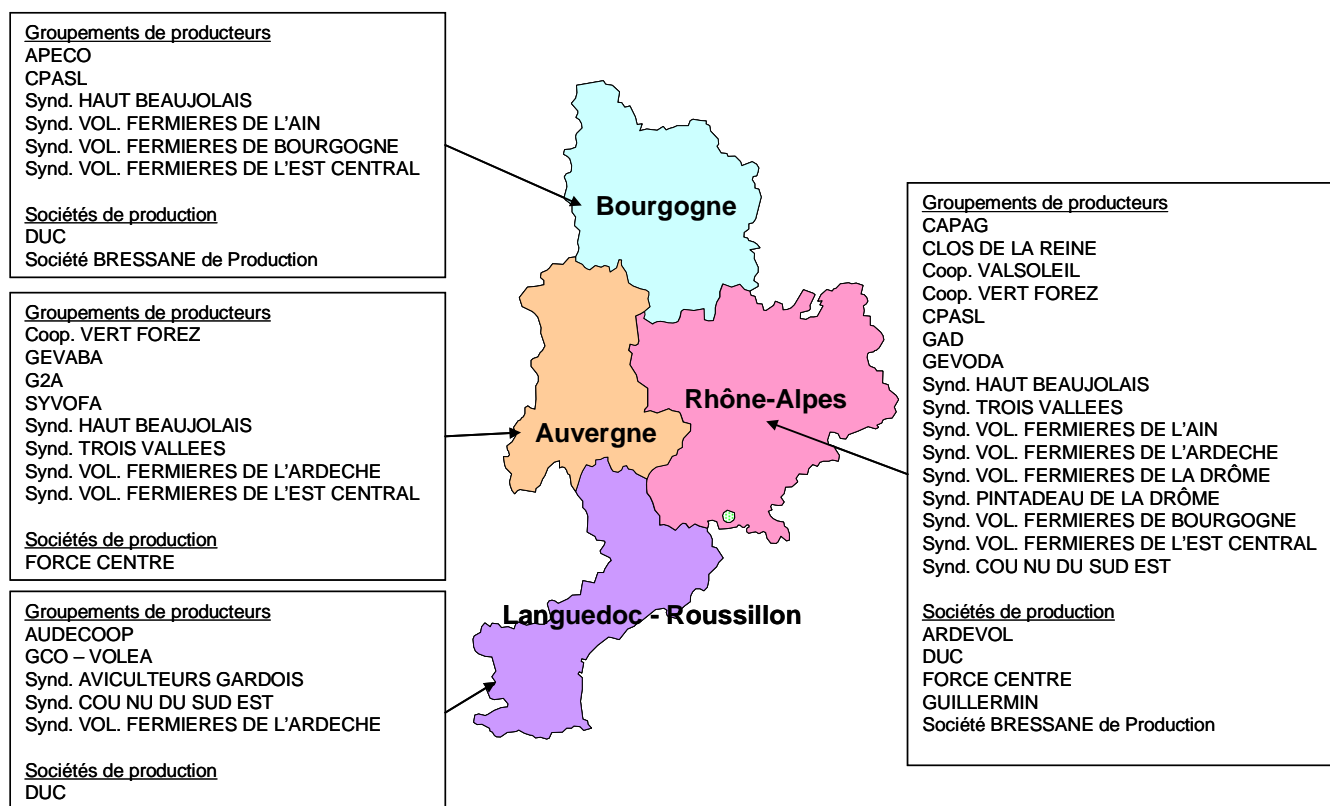 Groupements de producteurs
APECO
CPASL
Synd. HAUT BEAUJOLAIS
Synd. VOL. FERMIERES DE L'AIN
Synd. VOL. FERMIERES DE BOURGOGNE
Synd. VOL. FERMIERES DE L'EST CENTRAL
Sociétés de production
DUC
Société BRESSANE de Production
Groupements de producteurs
Coop. VERT FOREZ
GEVABA
G2A
SYVOFA
Synd. HAUT BEAUJOLAIS
Synd. TROIS VALLEES
Synd. VOL. FERMIERES DE L'ARDECHE
Synd. VOL. FERMIERES DE L'EST CENTRAL
Sociétés de production
FORCE CENTRE
Groupements de producteurs
AUDECOOP
GCO – VOLEA
Synd. AVICULTEURS GARDOIS
Synd. COU NU DU SUD EST
Synd. VOL. FERMIERES DE L'ARDECHE
Sociétés de production
DUC
Bourgogne
Rhône-Alpes
Auvergne
Languedoc - Roussillon
Groupements de producteurs
CAPAG
CLOS DE LA REINE
Coop. VALSOLEIL
Coop. VERT FOREZ
CPASL
GAD
GEVODA
Synd. HAUT BEAUJOLAIS
Synd. TROIS VALLEES
Synd. VOL. FERMIERES DE L'AIN
Synd. VOL. FERMIERES DE L'ARDECHE
Synd. VOL. FERMIERES DE LA DRÔME
Synd. PINTADEAU DE LA DRÔME
Synd. VOL. FERMIERES DE BOURGOGNE
Synd. VOL. FERMIERES DE L'EST CENTRAL
Synd. COU NU DU SUD EST
Sociétés de production
ARDEVOL
DUC
FORCE CENTRE
GUILLERMIN
Société BRESSANE de Production